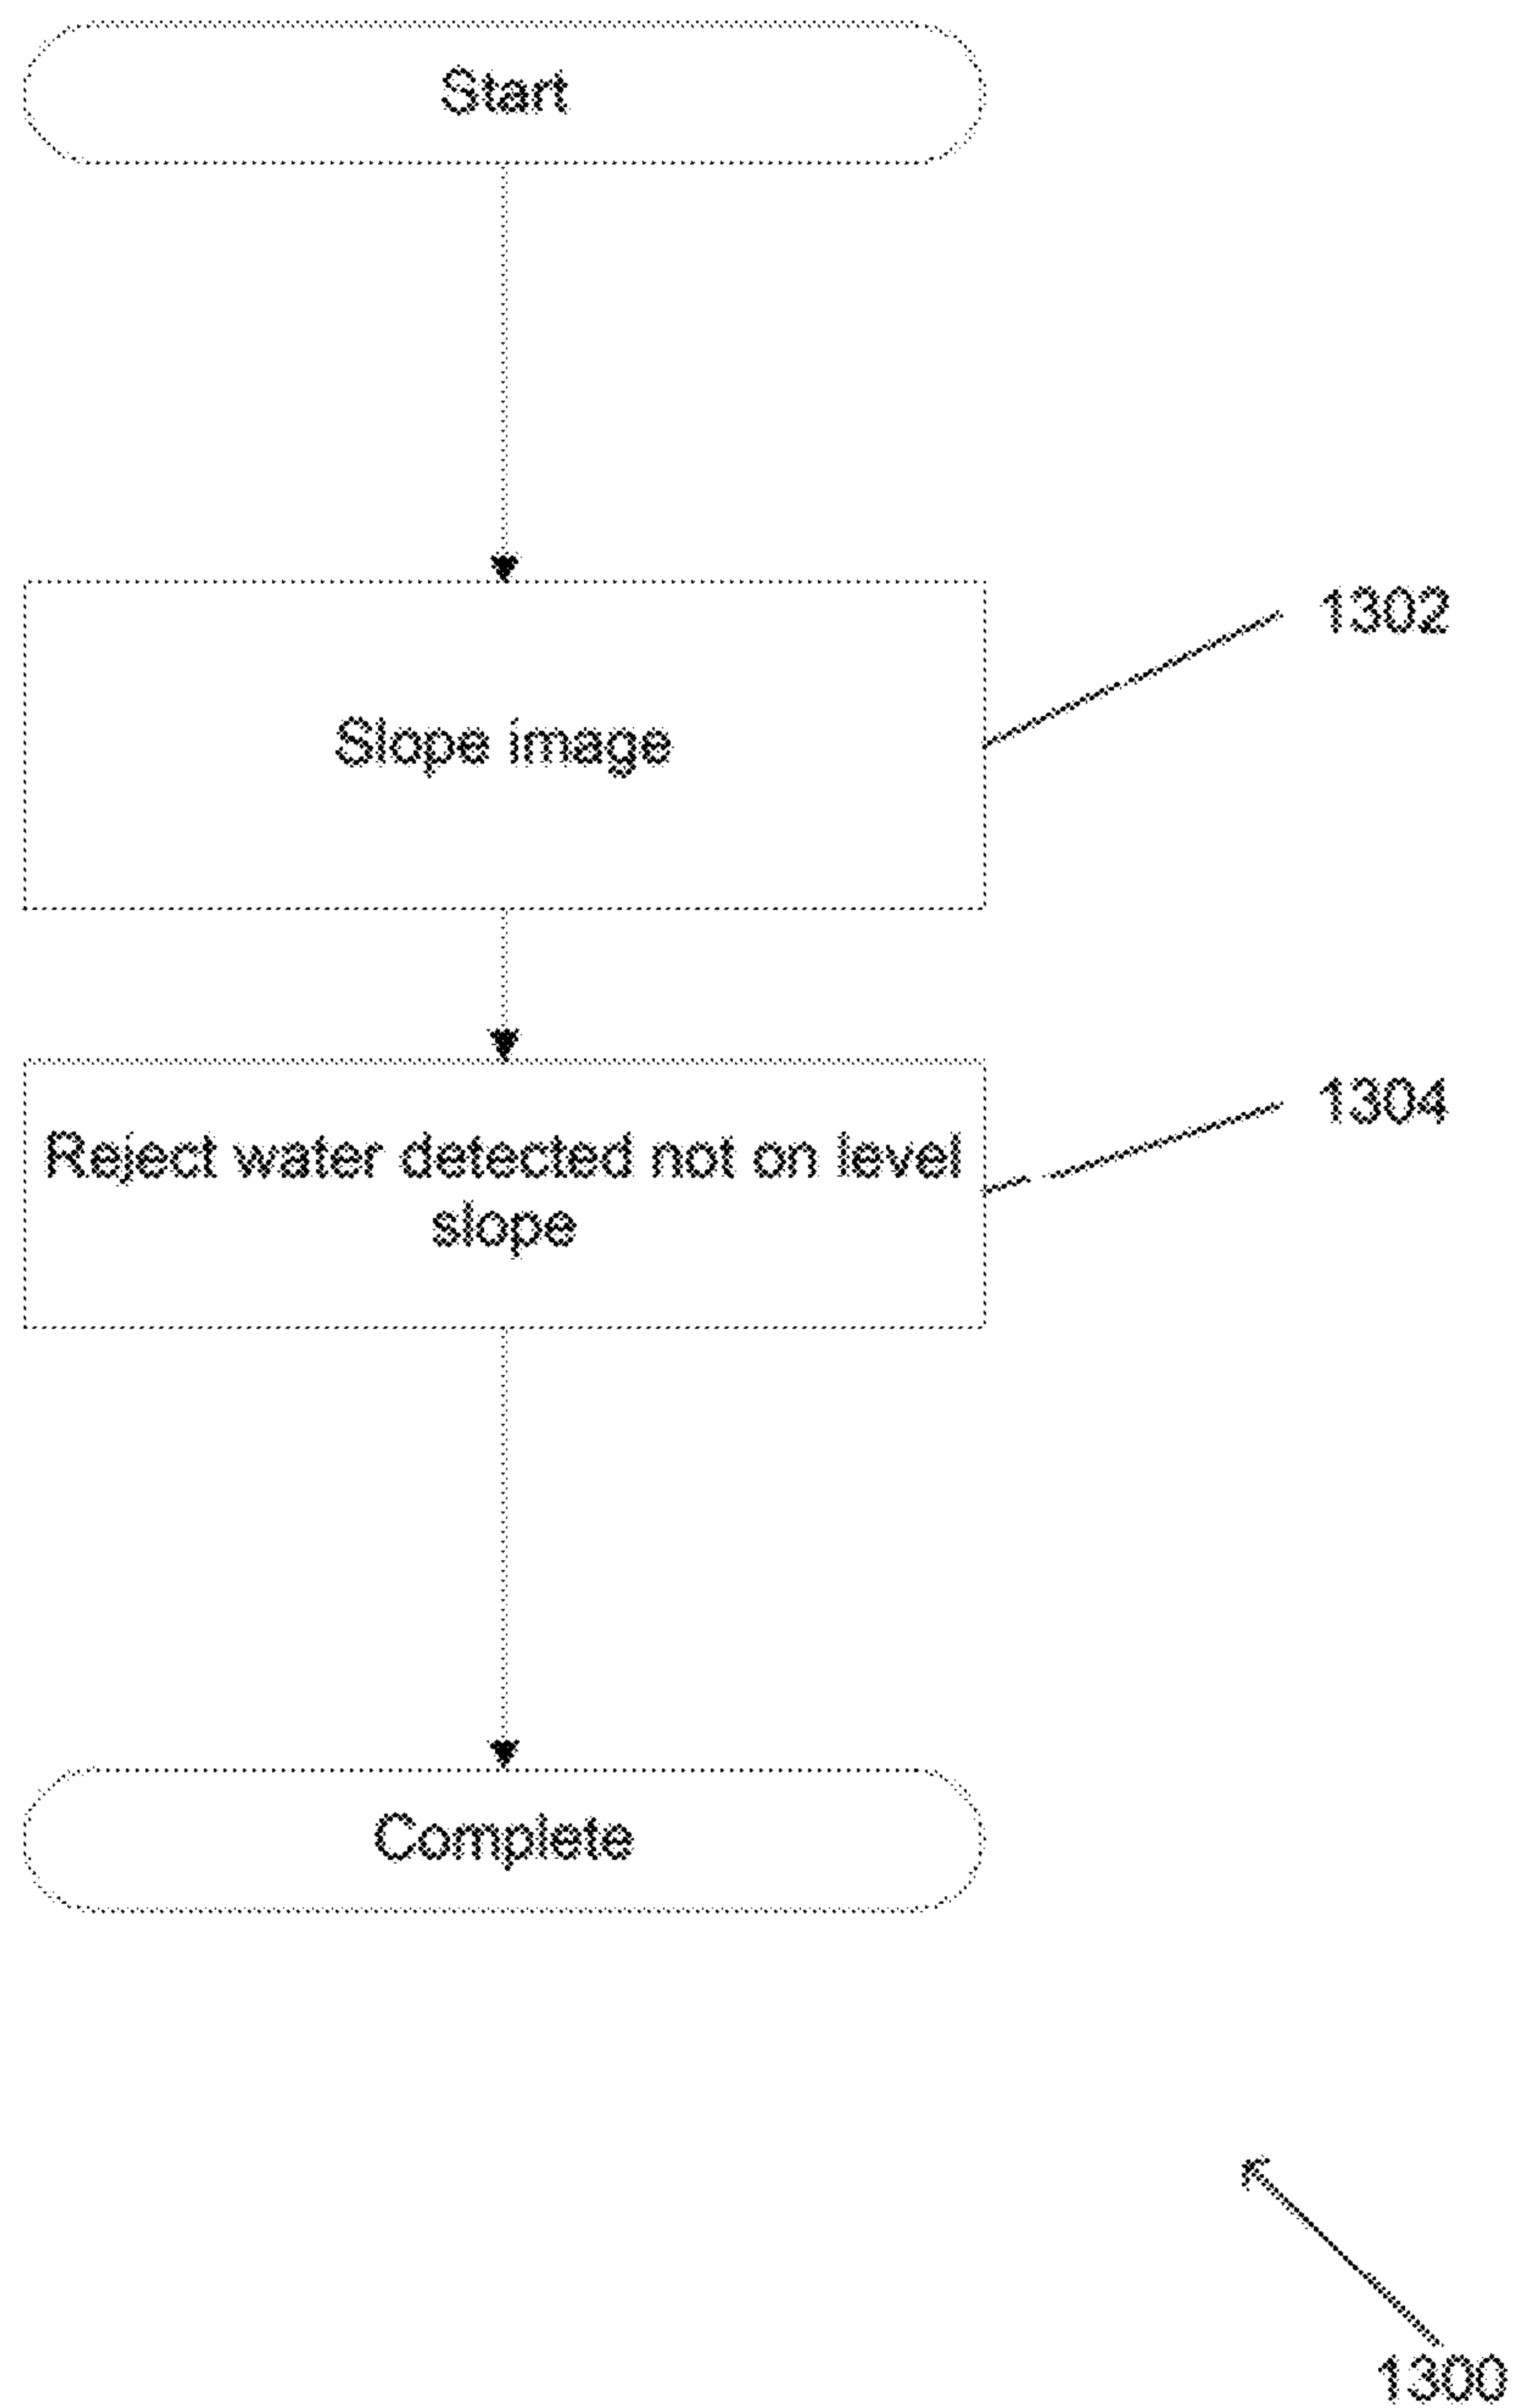 Start
1302
Slope image
1304
Reject water detected not on level
slope
Complete
1300